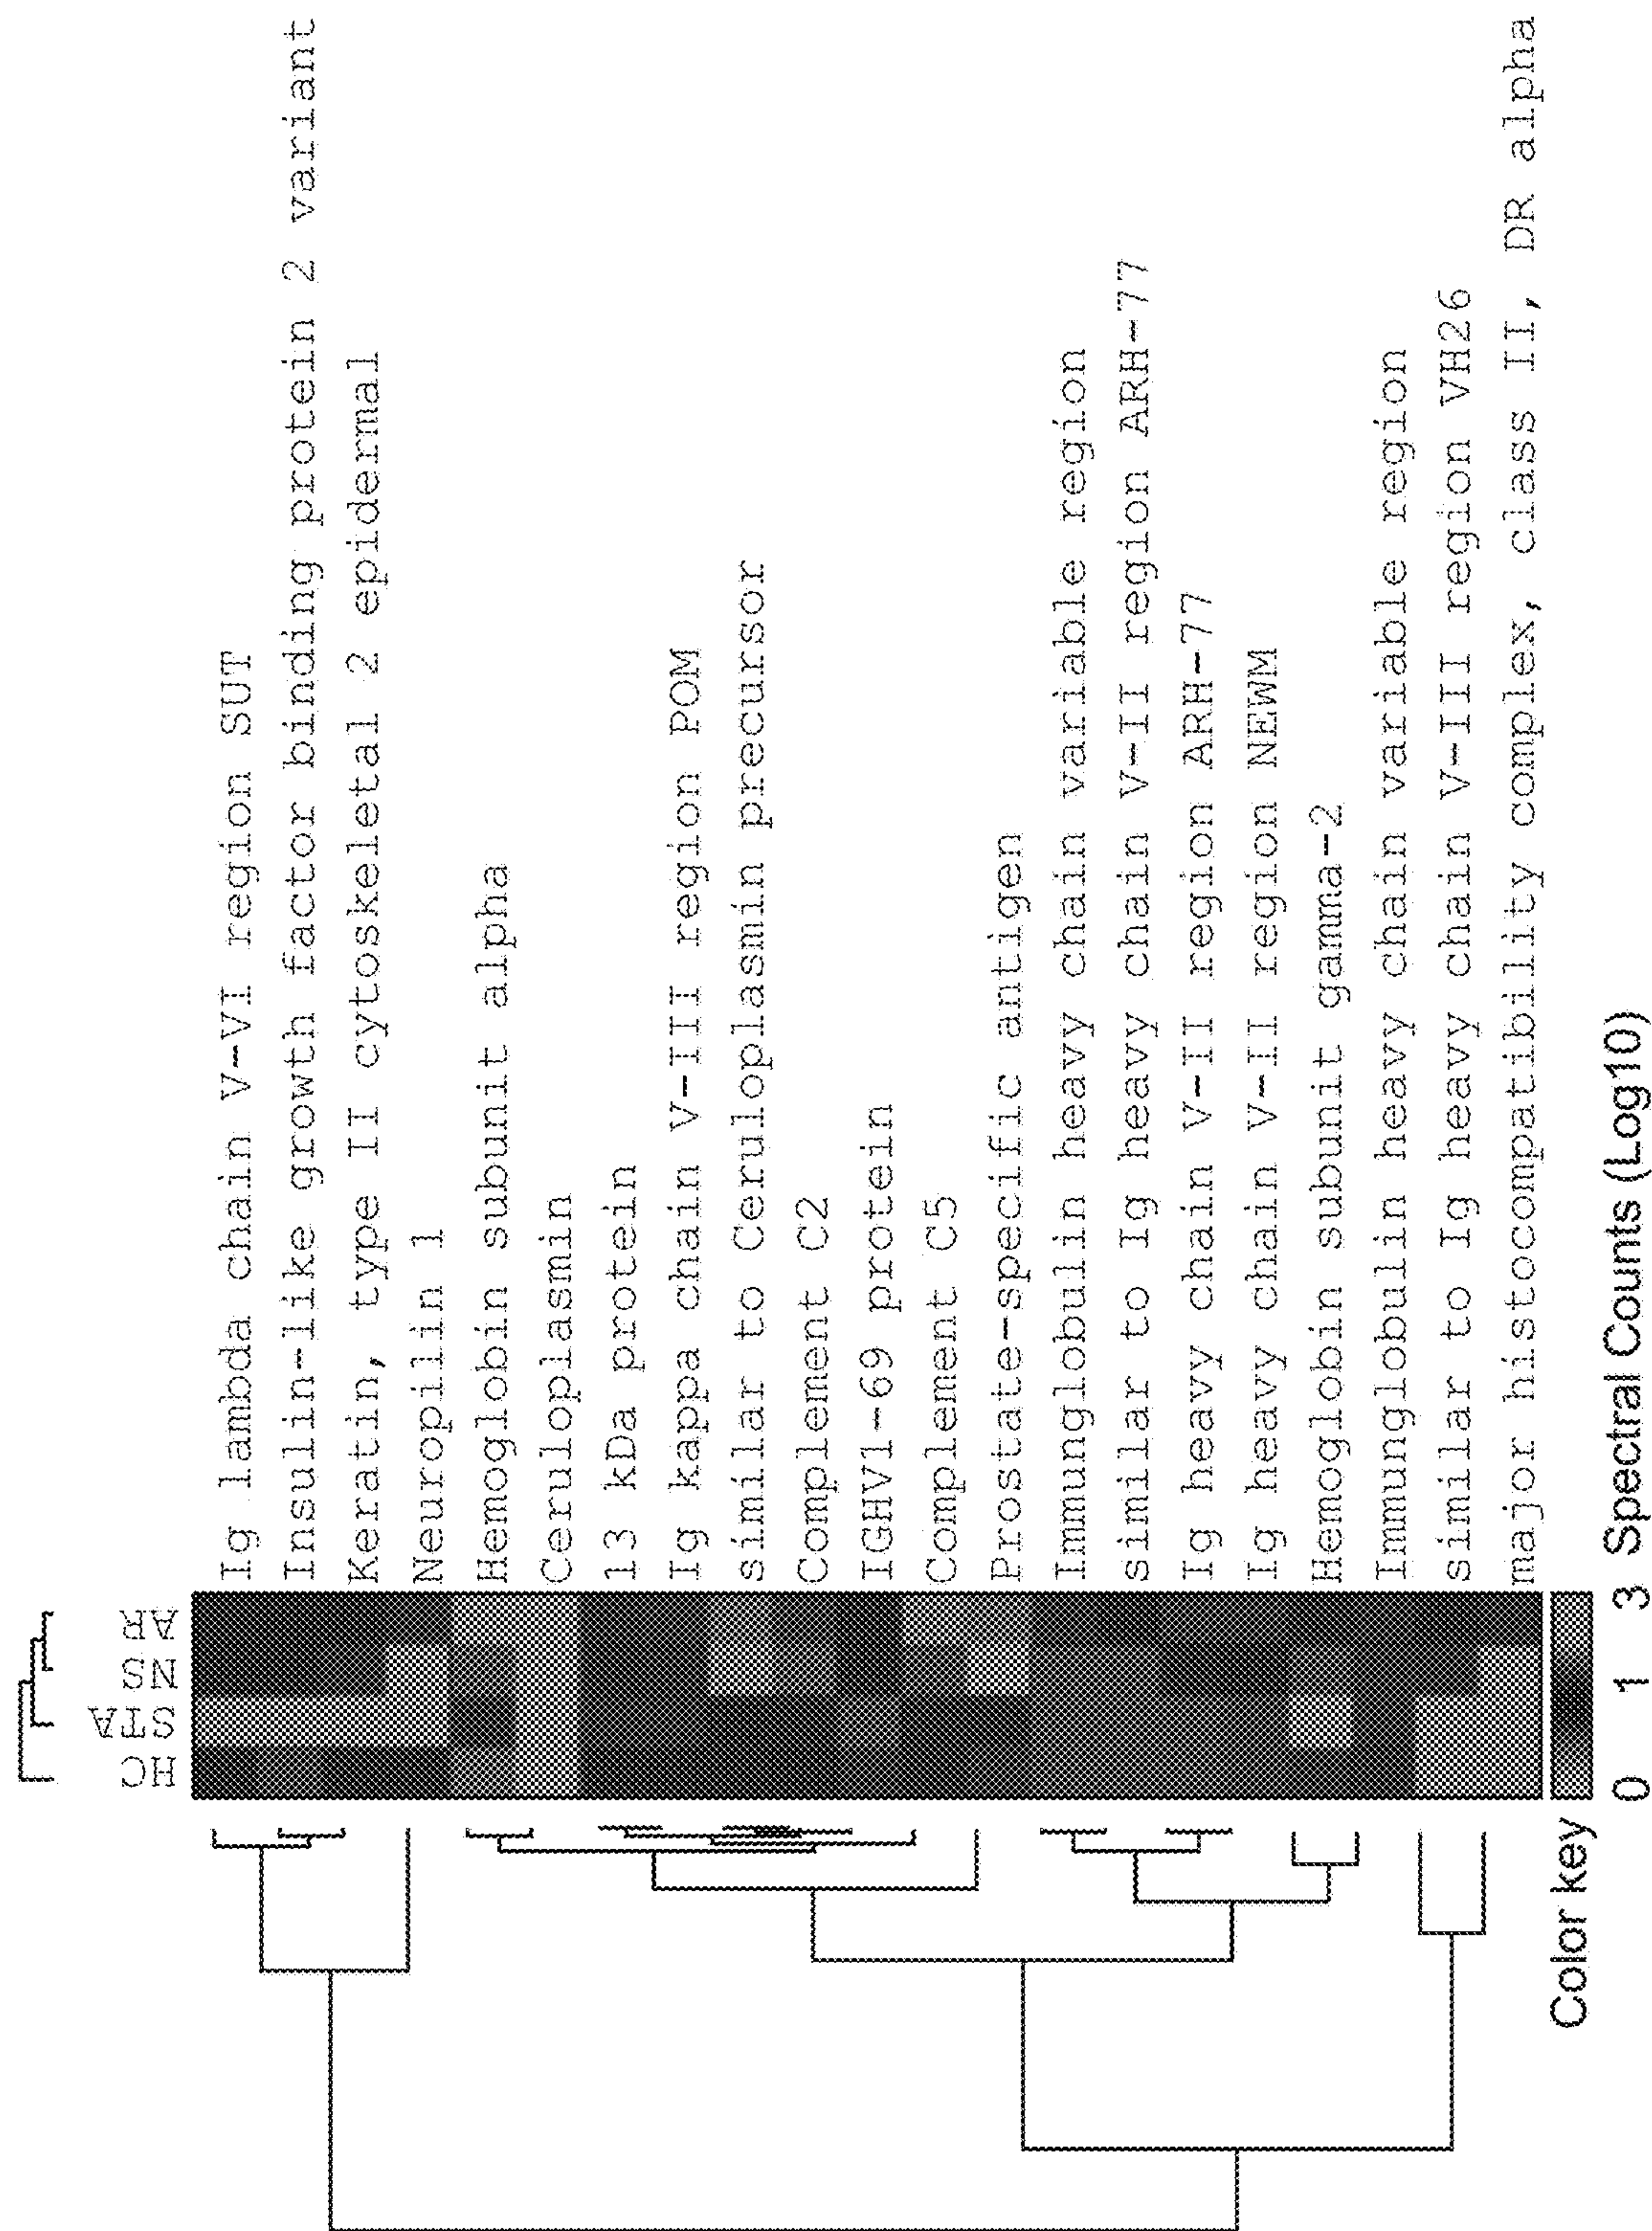 HC
STA
NS
AR
Ig lambda chain V-VI region SUT
Insulin-like growth factor binding protein 2 variant
Keratin, type II cytoskeletal 2 epidermal
Neuropilin 1
Hemoglobin subunit alpha
Ceruloplasmin
13 kDa protein
Ig kappa chain V-III region POM
similar to Ceruloplasmin precursor
Complement C2
IGHV1-69 protein
Complement C5
Prostate-specific antigen
Immunglobulin heavy chain variable region
similar to Ig heavy chain V-II region ARH-77
Ig heavy chain V-II region ARH-77
Ig heavy chain V-II region NEWM
Hemoglobin subunit gamma-2
Immunglobulin heavy chain variable region
similar to Ig heavy chain V-III region VH26
major histocompatibility complex, class II, DR alpha
Color key
0 1 3 Spectral Counts (Log10)